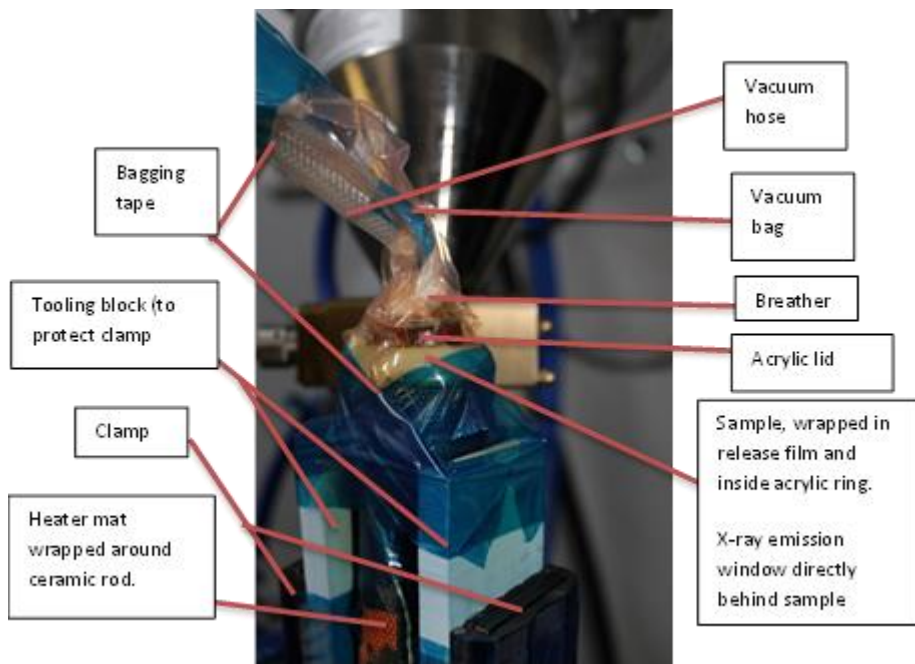 Vacuum
hose
Bagging
tape
Vacuum
bag
Tooling block (to
protect clamp
Breather
Acrylic lid
Clamp
Sample, wrapped in
release film and
inside acrylic ring.
X-ray emission
window directly
behind sample
Heater mat
wrapped around
ceramic rod.